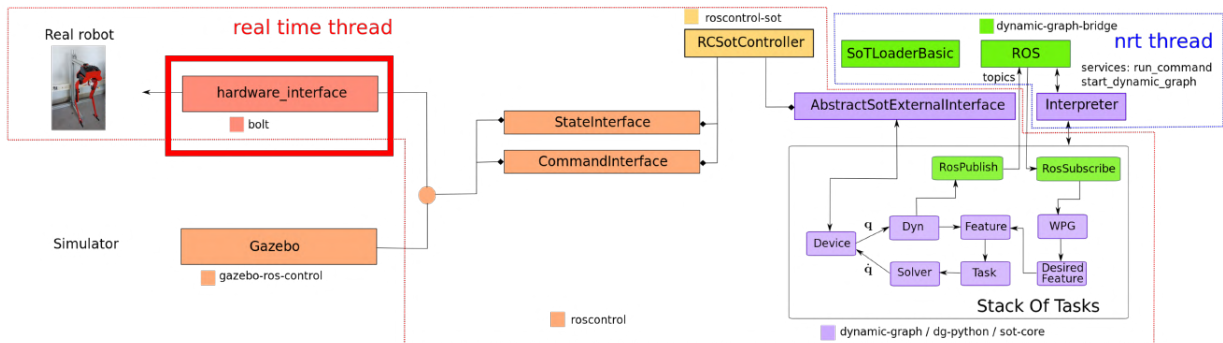 Real robot
real time thread
hardware_interface
bolt
Simulator
Gazebo
gazebo-ros-control
roscontrol-sot
RCSotController
StateInterface
CommandInterface
roscontrol
dynamic-graph-bridge
nrt thread
SoTLoaderBasic
ROS
topics
services: run_command
start_dynamic_graph
AbstractSotExternalInterface
Interpreter
RosPublish
RosSubscribe
q
Dyn
Feature
WPG
Device
q̇
Solver
Task
Desired
Feature
Stack Of Tasks
dynamic-graph / dg-python / sot-core